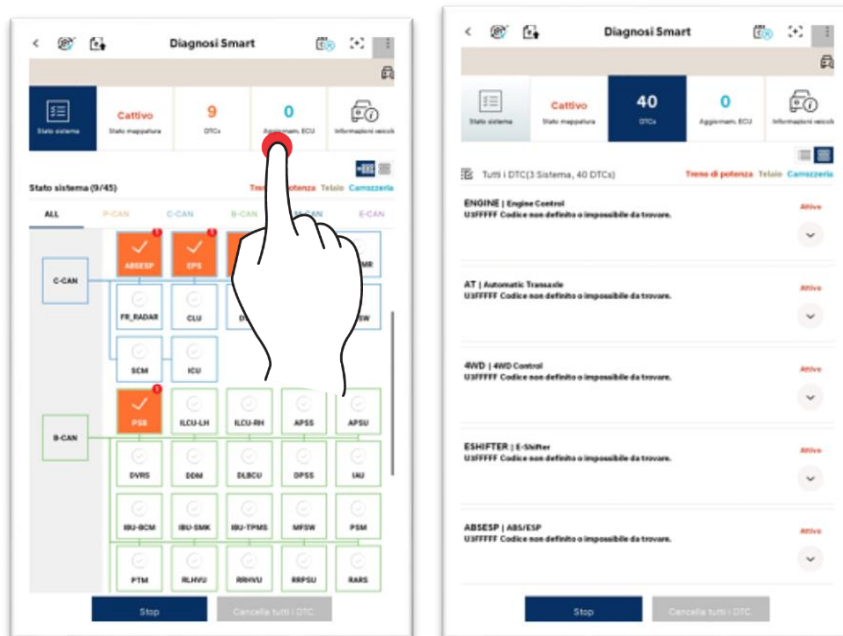 Diagnosi Smart
Cattivo
9
0
Stato sistema
Stato mappatura
DTCs
Aggiornam. ECU
Informazioni veicoli
Stato sistema (9/45)
Telaio Carrozzeria
ALL
P-CAN
C-CAN
B-CAN
E-CAN
ABSESP
EPS
C-CAN
FR_RADAR
CLU
SCM
ICU
PSB
ILCU-LH
ILCU-RH
APSS
APSU
B-CAN
DVRS
DDM
DLBCU
DPSS
IAU
IBU-BCM
IBU-SMK
IBU-TPMS
MFSW
PSM
PTM
RLHVU
RRHVU
RRPSU
RARS
Stop
Cancella tutti i DTC
Diagnosi Smart
Cattivo
40
0
Stato sistema
Stato mappatura
DTCs
Aggiornam. ECU
Informazioni veicoli
Tutti i DTC(3 Sistema, 40 DTCs)
Treno di potenza Telaio Carrozzeria
ENGINE | Engine Control
U3FFFFF Codice non definito o impossibile da trovare.
Attivo
AT | Automatic Transaxle
U3FFFFF Codice non definito o impossibile da trovare.
Attivo
4WD | 4WD Control
U3FFFFF Codice non definito o impossibile da trovare.
Attivo
ESHIFTER | E-Shifter
U3FFFFF Codice non definito o impossibile da trovare.
Attivo
ABSESP | ABS/ESP
U3FFFFF Codice non definito o impossibile da trovare.
Attivo
Stop
Cancella tutti i DTC